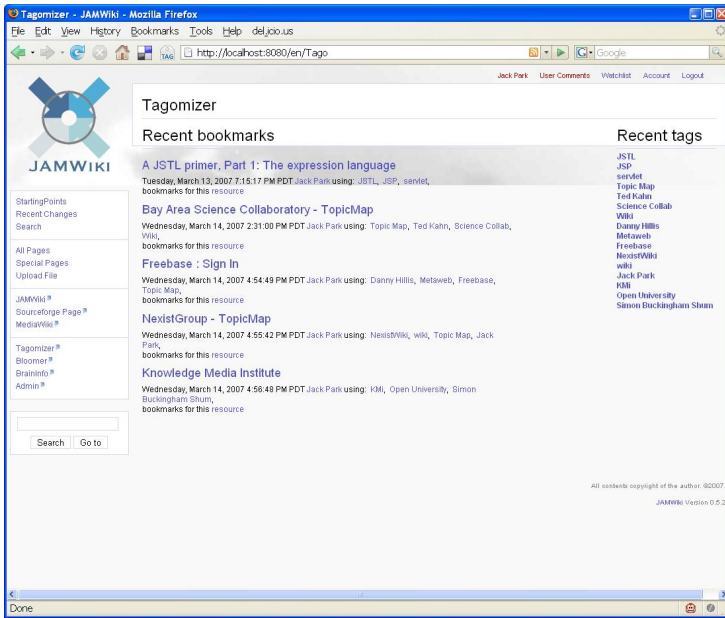 Tagomizer - JAMWiki - Mozilla Firefox
File Edit View History Bookmarks Tools Help del.icio.us
TAG http://localhost:8080/en/Tago Google
Jack Park User Comments Watchlist Account Logout
JAMWIKI
StartingPoints
Recent Changes
Search
All Pages
Special Pages
Upload File
JAMWiki
Sourceforge Page
MediaWiki
Tagomizer
Bloomer
BrainInfo
Admin
Search Go to
Tagomizer
Recent bookmarks
A JSTL primer, Part 1: The expression language
Tuesday, March 13, 2007 7:15:17 PM PDT Jack Park using: JSTL, JSP, servlet,
bookmarks for this resource
Bay Area Science Collaboratory - TopicMap
Wednesday, March 14, 2007 2:31:00 PM PDT Jack Park using: Topic Map, Ted Kahn, Science Collab,
Wiki,
bookmarks for this resource
Freebase : Sign In
Wednesday, March 14, 2007 4:54:49 PM PDT Jack Park using: Danny Hillis, Metaweb, Freebase,
Topic Map,
bookmarks for this resource
NexistGroup - TopicMap
Wednesday, March 14, 2007 4:55:42 PM PDT Jack Park using: NexistWiki, wiki, Topic Map, Jack
Park,
bookmarks for this resource
Knowledge Media Institute
Wednesday, March 14, 2007 4:56:48 PM PDT Jack Park using: KMi, Open University, Simon
Buckingham Shum,
bookmarks for this resource
Recent tags
JSTL
JSP
servlet
Topic Map
Ted Kahn
Science Collab
Wiki
Danny Hillis
Metaweb
Freebase
NexistWiki
wiki
Jack Park
KMi
Open University
Simon Buckingham Shum
All contents copyright of the author. ©2007.
JAMWiki Version 0.5.2
Done